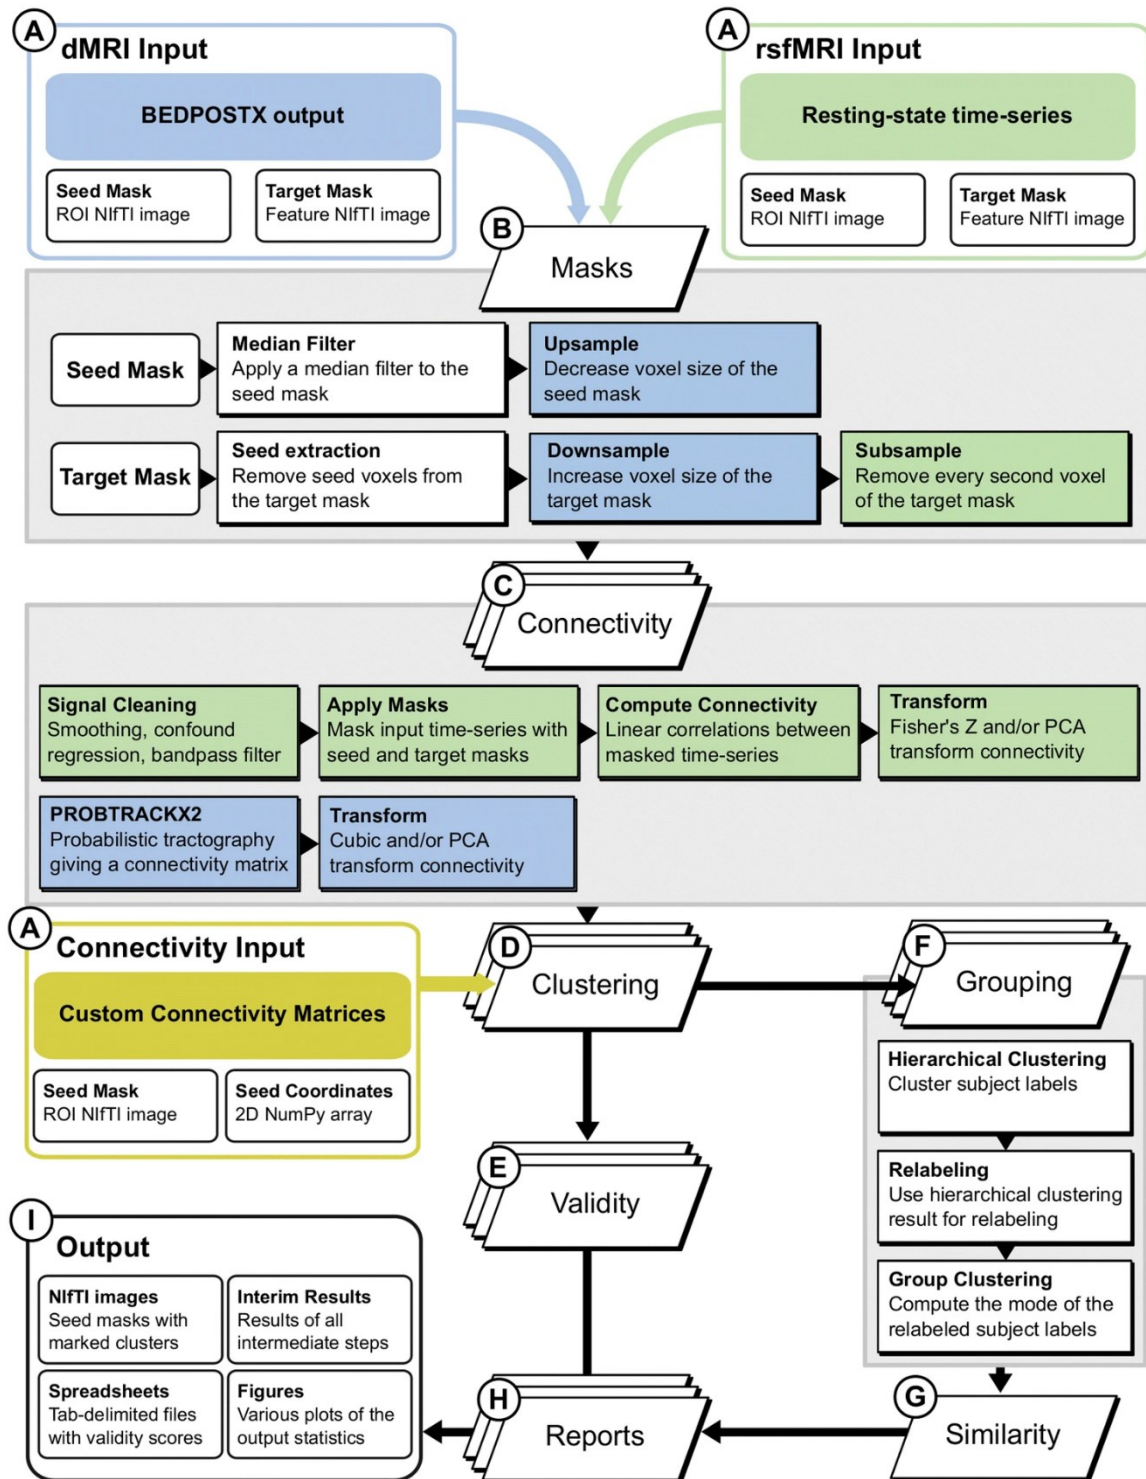 A
dMRI Input
BEDPOSTX output
Seed Mask
ROI NIfTI image
Target Mask
Feature NIfTI image
A
rsfMRI Input
Resting-state time-series
Seed Mask
ROI NIfTI image
Target Mask
Feature NIfTI image
B
Masks
Seed Mask
Median Filter
Apply a median filter to the
seed mask
Upsample
Decrease voxel size of the
seed mask
Target Mask
Seed extraction
Remove seed voxels from
the target mask
Downsample
Increase voxel size of the
target mask
Subsample
Remove every second voxel
of the target mask
C
Connectivity
Signal Cleaning
Smoothing, confound
regression, bandpass filter
Apply Masks
Mask input time-series with
seed and target masks
Compute Connectivity
Linear correlations between
masked time-series
Transform
Fisher's Z and/or PCA
transform connectivity
PROBTRACKX2
Probabilistic tractography
giving a connectivity matrix
Transform
Cubic and/or PCA
transform connectivity
A
Connectivity Input
Custom Connectivity Matrices
Seed Mask
ROI NIfTI image
Seed Coordinates
2D NumPy array
D
Clustering
F
Grouping
Hierarchical Clustering
Cluster subject labels
Relabeling
Use hierarchical clustering
result for relabeling
Group Clustering
Compute the mode of the
relabeled subject labels
E
Validity
I
Output
NIfTI images
Seed masks with
marked clusters
Interim Results
Results of all
intermediate steps
Spreadsheets
Tab-delimited files
with validity scores
Figures
Various plots of the
output statistics
H
Reports
G
Similarity